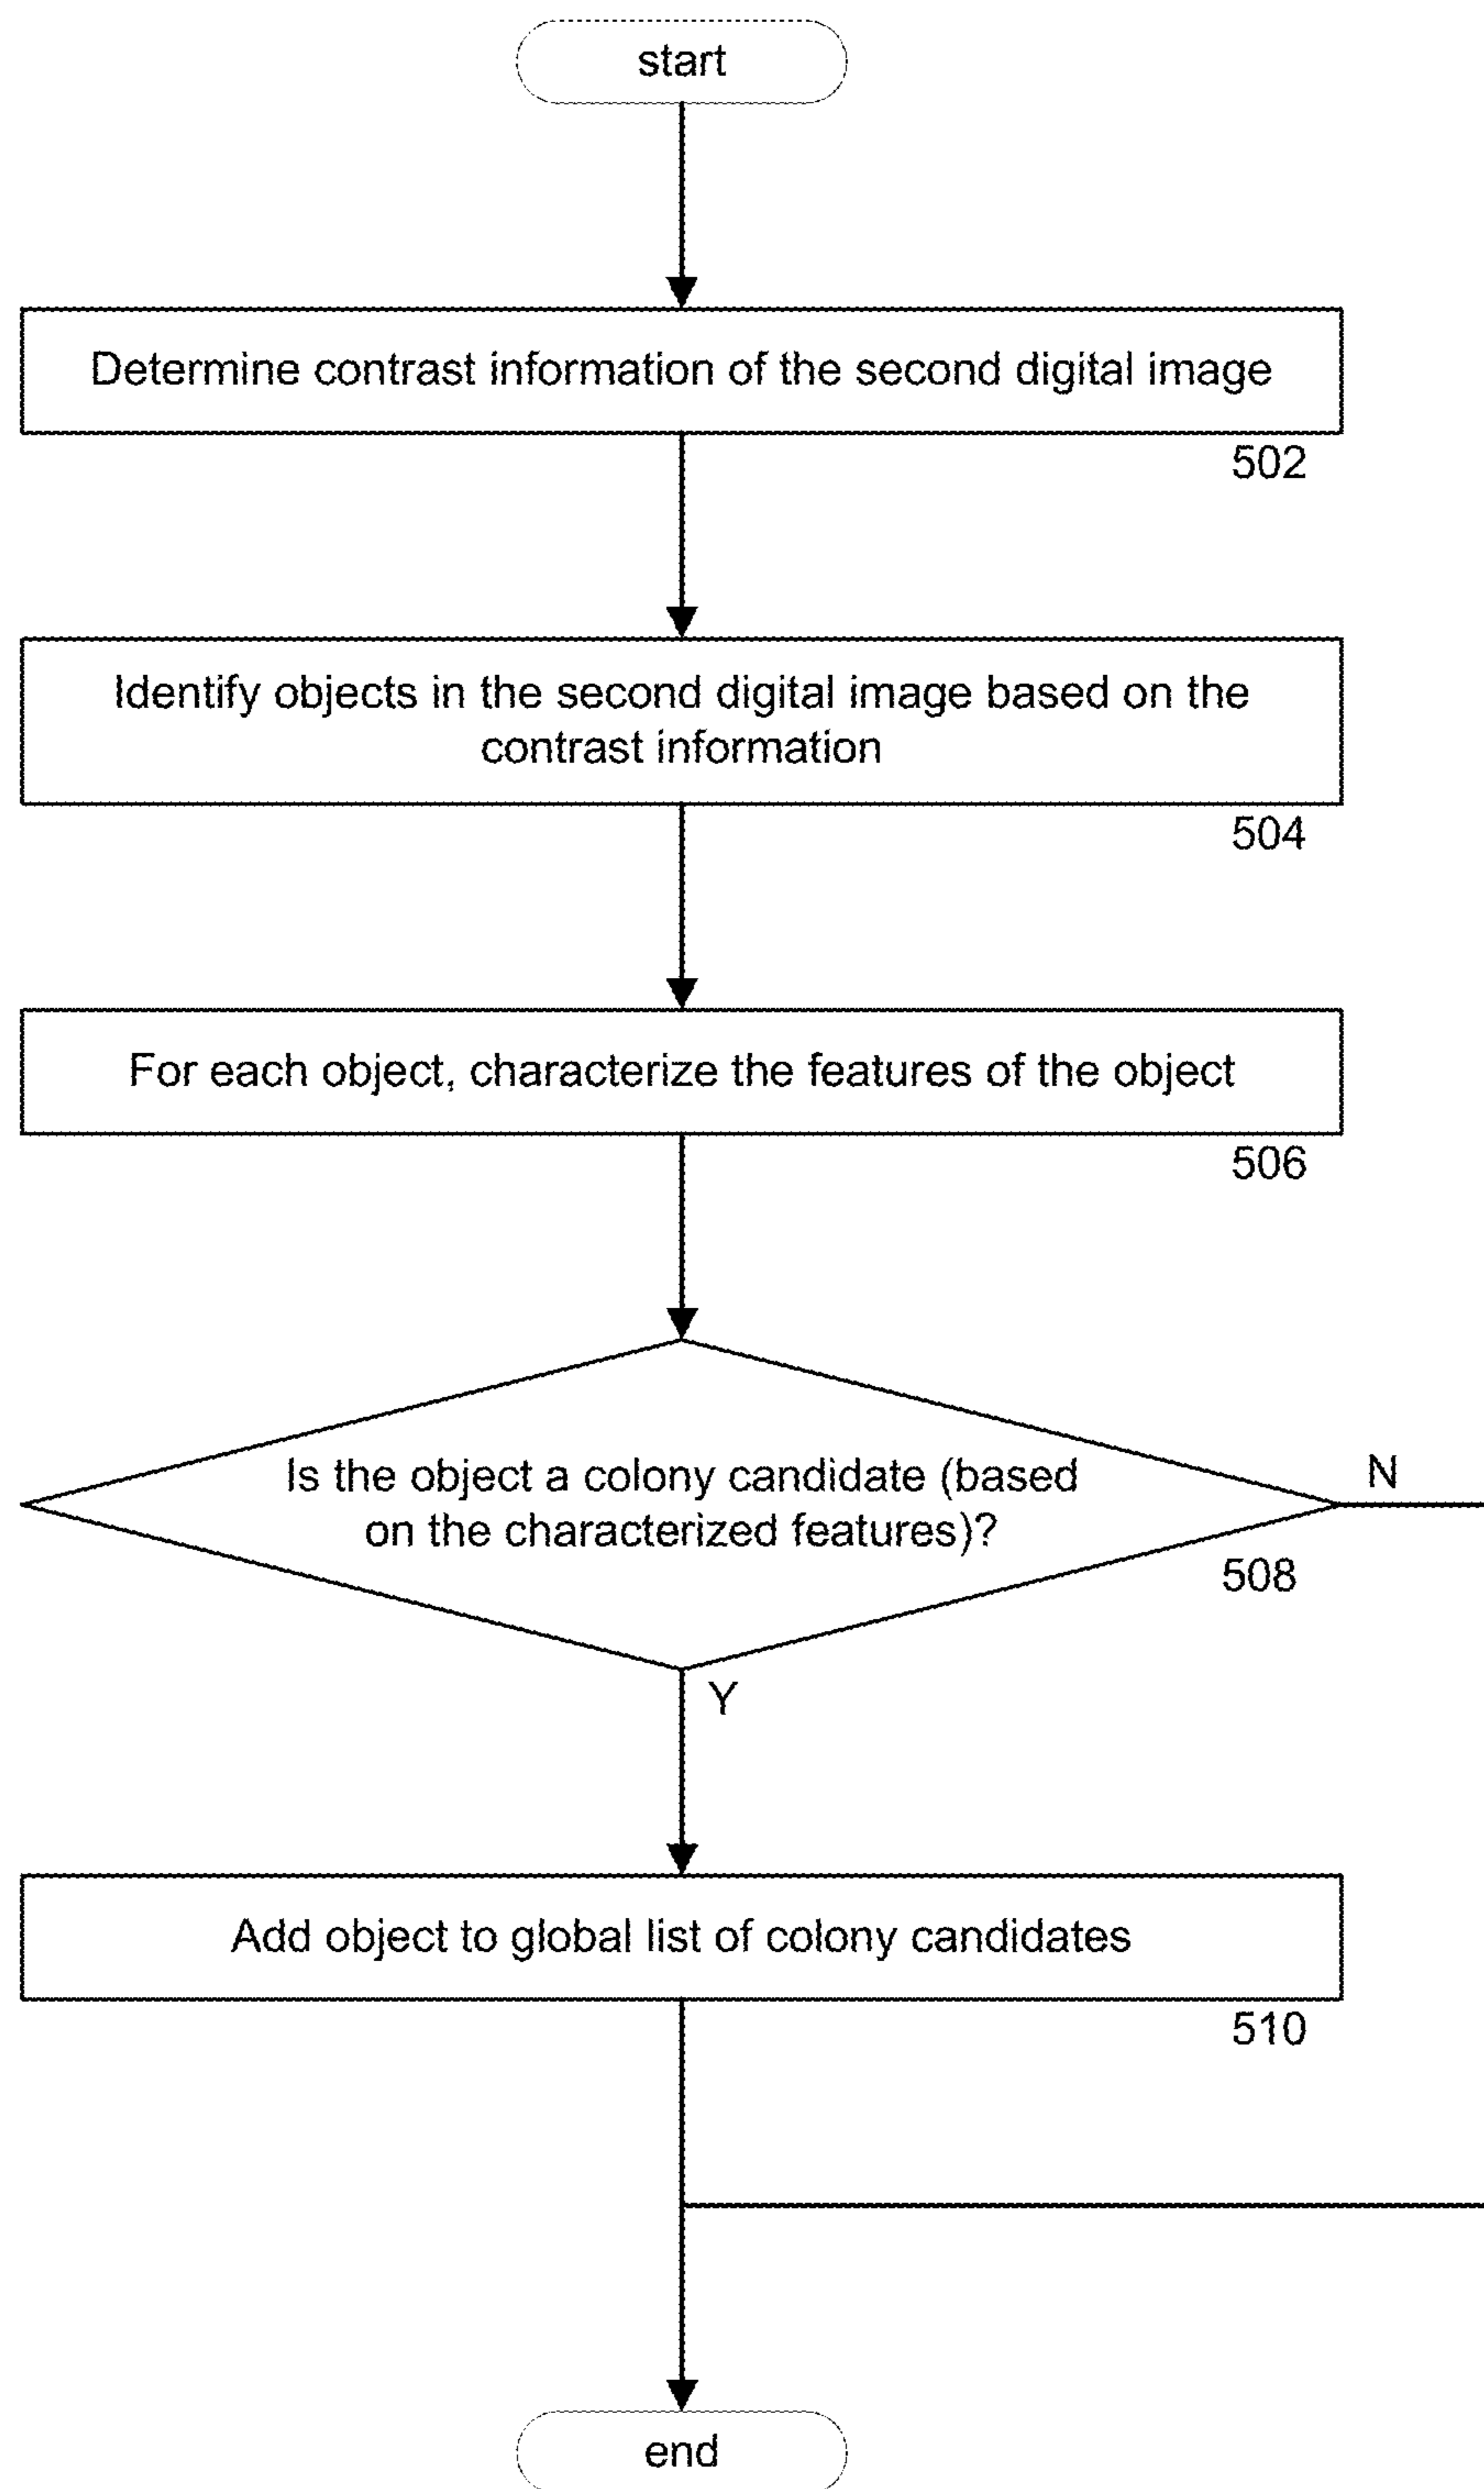 start
Determine contrast information of the second digital image
502
Identify objects in the second digital image based on the
contrast information
504
For each object, characterize the features of the object
506
Is the object a colony candidate (based
on the characterized features)?
N
508
Y
Add object to global list of colony candidates
510
end